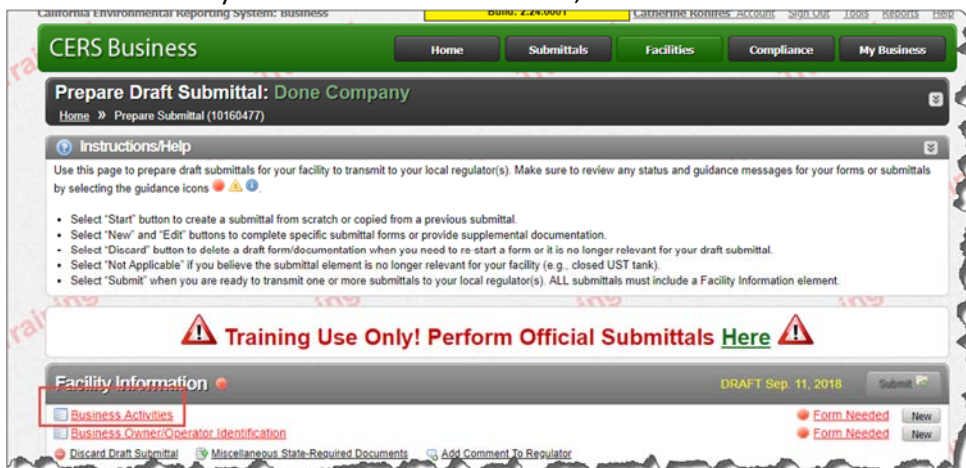 California Environmental Reporting System: Business Build: 2.24.0001 Catherine Ronites Account Sign Out Tools Reports Help
CERS Business Home Submittals Facilities Compliance My Business
Prepare Draft Submittal: Done Company
Home » Prepare Submittal (10160477)
Instructions/Help
Use this page to prepare draft submittals for your facility to transmit to your local regulator(s). Make sure to review any status and guidance messages for your forms or submittals
by selecting the guidance icons .
• Select "Start" button to create a submittal from scratch or copied from a previous submittal.
• Select "New" and "Edit" buttons to complete specific submittal forms or provide supplemental documentation.
• Select "Discard" button to delete a draft form/documentation when you need to re-start a form or it is no longer relevant for your draft submittal.
• Select "Not Applicable" if you believe the submittal element is no longer relevant for your facility (e.g., closed UST tank).
• Select "Submit" when you are ready to transmit one or more submittals to your local regulator(s). ALL submittals must include a Facility Information element.
Training Use Only! Perform Official Submittals Here
Facility Information DRAFT Sep. 11, 2018 Submit
Business Activities Form Needed New
Business Owner/Operator Identification Form Needed New
Discard Draft Submittal Miscellaneous State-Required Documents Add Comment To Regulator